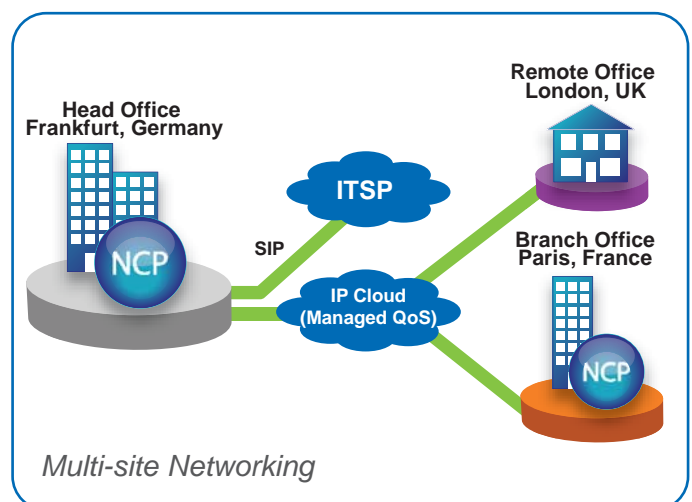 Head Office
Frankfurt, Germany
NCP
ITSP
SIP
IP Cloud
(Managed QoS)
Remote Office
London, UK
Branch Office
Paris, France
NCP
Multi-site Networking